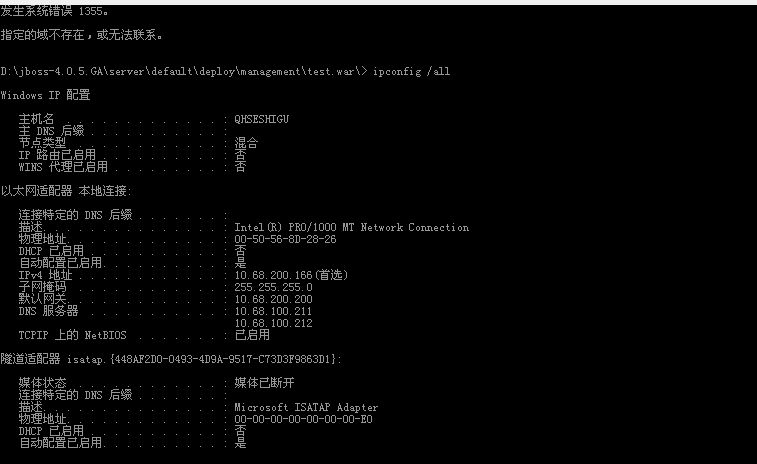 发生系统错误 1355。
指定的域不存在，或无法联系。
D:\jboss-4.0.5.GA\server\default\deploy\management\test.war\> ipconfig /all
Windows IP 配置
主机名 . . . . . . . . . . . . . : QHSESHIGU
主 DNS 后缀 . . . . . . . . . . . :
节点类型 . . . . . . . . . . . . : 混合
IP 路由已启用 . . . . . . . . . . : 否
WINS 代理已启用 . . . . . . . . . : 否
以太网适配器 本地连接:
连接特定的 DNS 后缀 . . . . . . . :
描述. . . . . . . . . . . . . . . : Intel(R) PRO/1000 MT Network Connection
物理地址. . . . . . . . . . . . . : 00-50-56-8D-28-26
DHCP 已启用 . . . . . . . . . . . : 否
自动配置已启用. . . . . . . . . . : 是
IPv4 地址 . . . . . . . . . . . . : 10.68.200.166(首选)
子网掩码 . . . . . . . . . . . . : 255.255.255.0
默认网关. . . . . . . . . . . . . : 10.68.200.200
DNS 服务器 . . . . . . . . . . . : 10.68.100.211
10.68.100.212
TCPIP 上的 NetBIOS . . . . . . . : 已启用
隧道适配器 isatap.{448AF2D0-0493-4D9A-9517-C73D3F9863D1}:
媒体状态 . . . . . . . . . . . . : 媒体已断开
连接特定的 DNS 后缀 . . . . . . . :
描述. . . . . . . . . . . . . . . : Microsoft ISATAP Adapter
物理地址. . . . . . . . . . . . . : 00-00-00-00-00-00-00-E0
DHCP 已启用 . . . . . . . . . . . : 否
自动配置已启用. . . . . . . . . . : 是